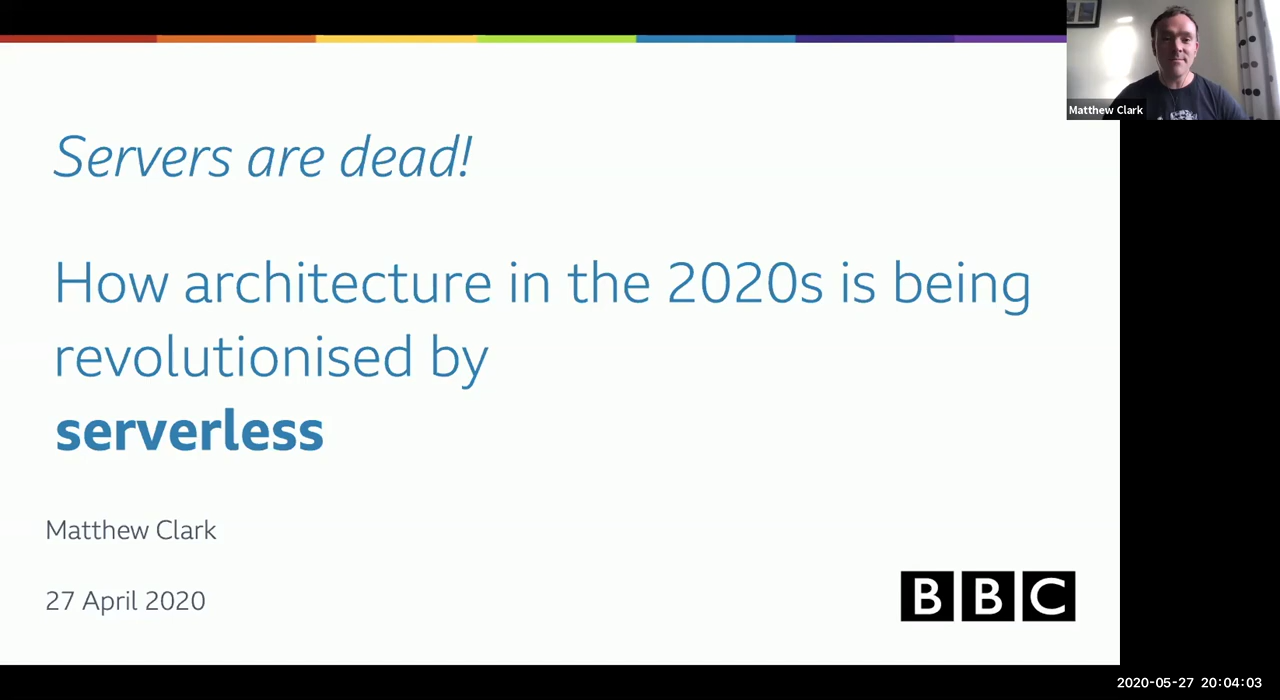 Matthew Clark
Servers are dead!
How architecture in the 2020s is being
revolutionised by
serverless
Matthew Clark
27 April 2020
BBC
2020-05-27 20:04:03